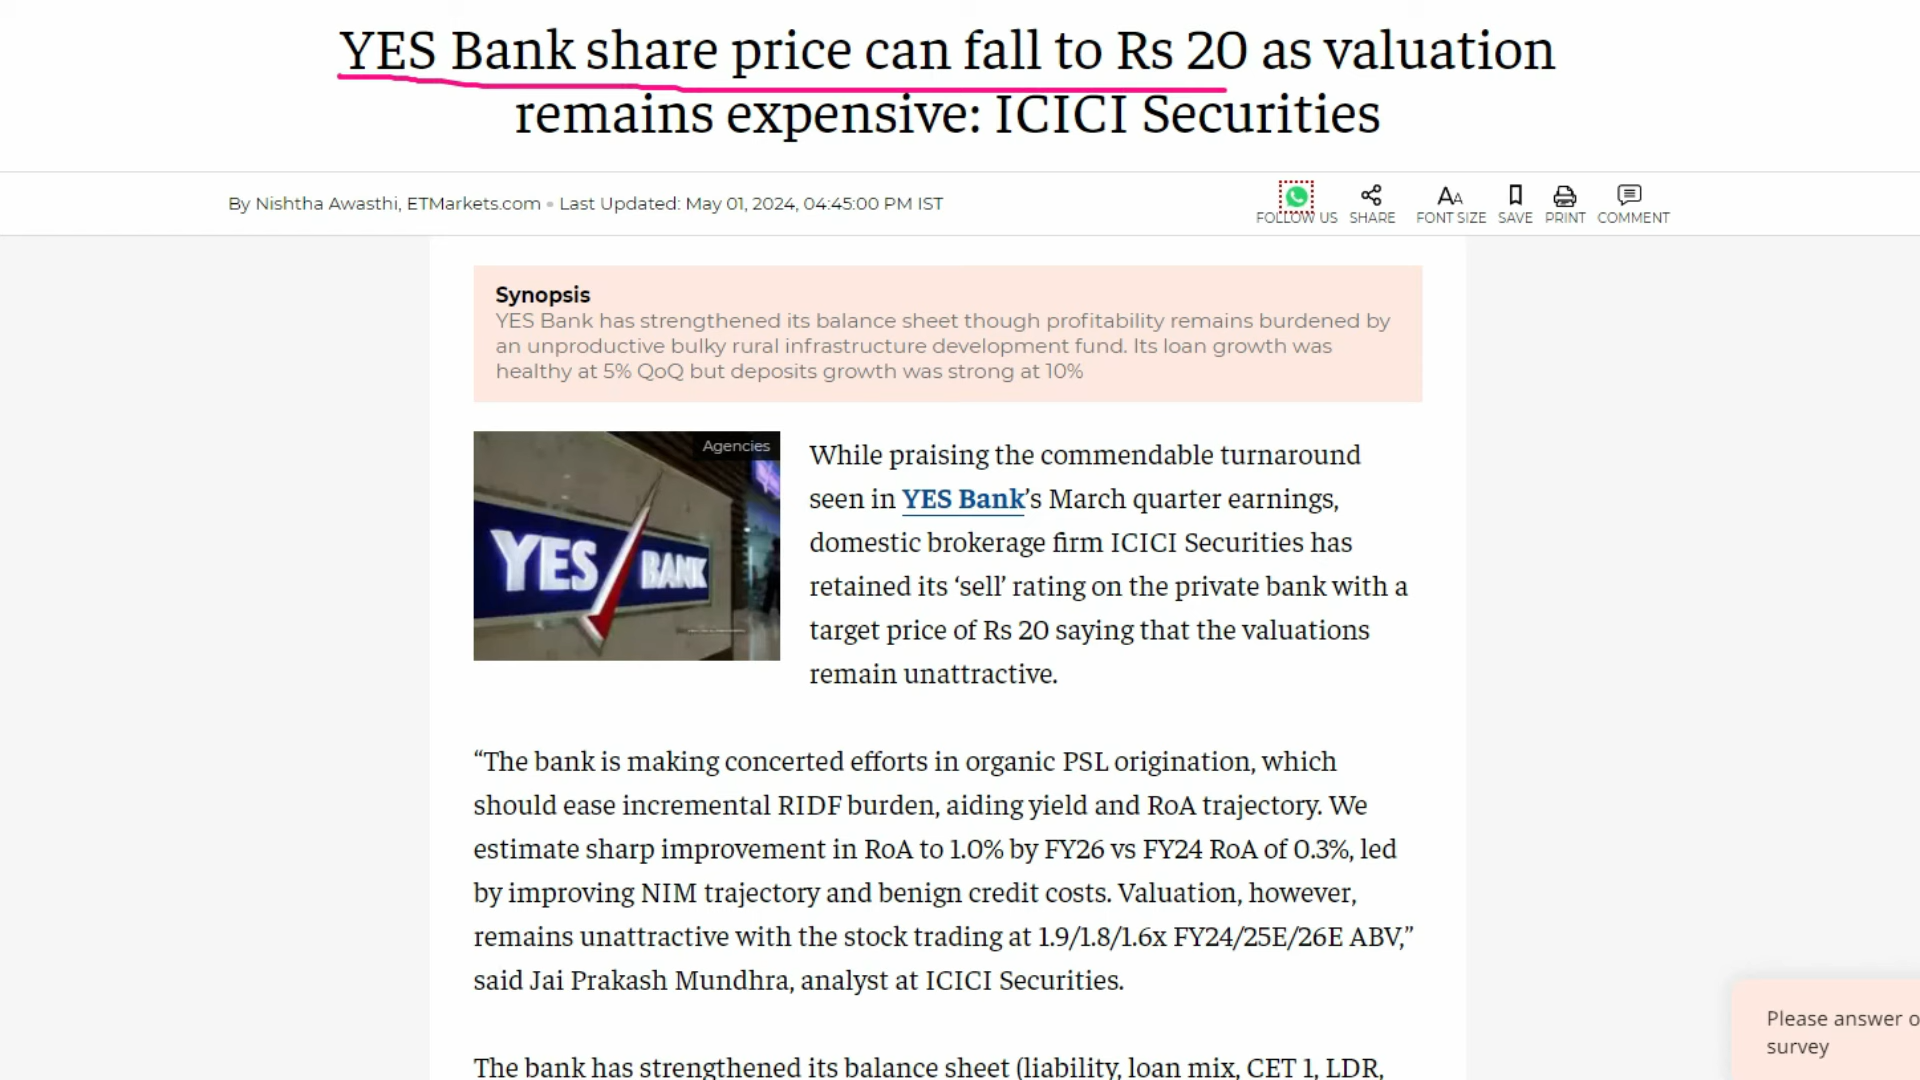 YES Bank share price can fall to Rs 20 as valuation
remains expensive: ICICI Securities
By Nishtha Awasthi, ETMarkets.com • Last Updated: May 01, 2024, 04:45:00 PM IST
FOLLOW US SHARE FONT SIZE SAVE PRINT COMMENT
Synopsis
YES Bank has strengthened its balance sheet though profitability remains burdened by
an unproductive bulky rural infrastructure development fund. Its loan growth was
healthy at 5% QoQ but deposits growth was strong at 10%
Agencies
YES BANK
While praising the commendable turnaround
seen in YES Bank’s March quarter earnings,
domestic brokerage firm ICICI Securities has
retained its ‘sell’ rating on the private bank with a
target price of Rs 20 saying that the valuations
remain unattractive.
“The bank is making concerted efforts in organic PSL origination, which
should ease incremental RIDF burden, aiding yield and RoA trajectory. We
estimate sharp improvement in RoA to 1.0% by FY26 vs FY24 RoA of 0.3%, led
by improving NIM trajectory and benign credit costs. Valuation, however,
remains unattractive with the stock trading at 1.9/1.8/1.6x FY24/25E/26E ABV,”
said Jai Prakash Mundhra, analyst at ICICI Securities.
The bank has strengthened its balance sheet (liability, loan mix, CET 1, LDR,
Please answer o
survey